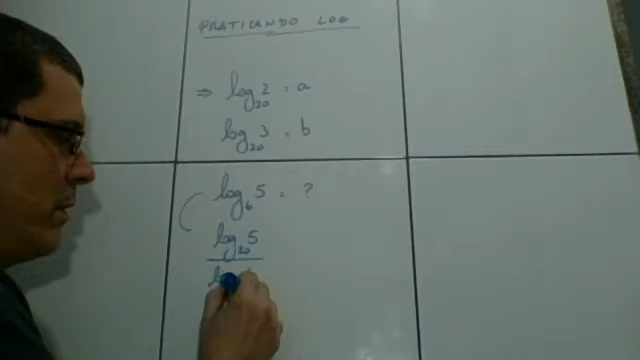 PRATICANDO LOG
⇒ log₂₀ 2 = a
log₂₀ 3 = b
log₆ 5 = ?
log₂₀ 5